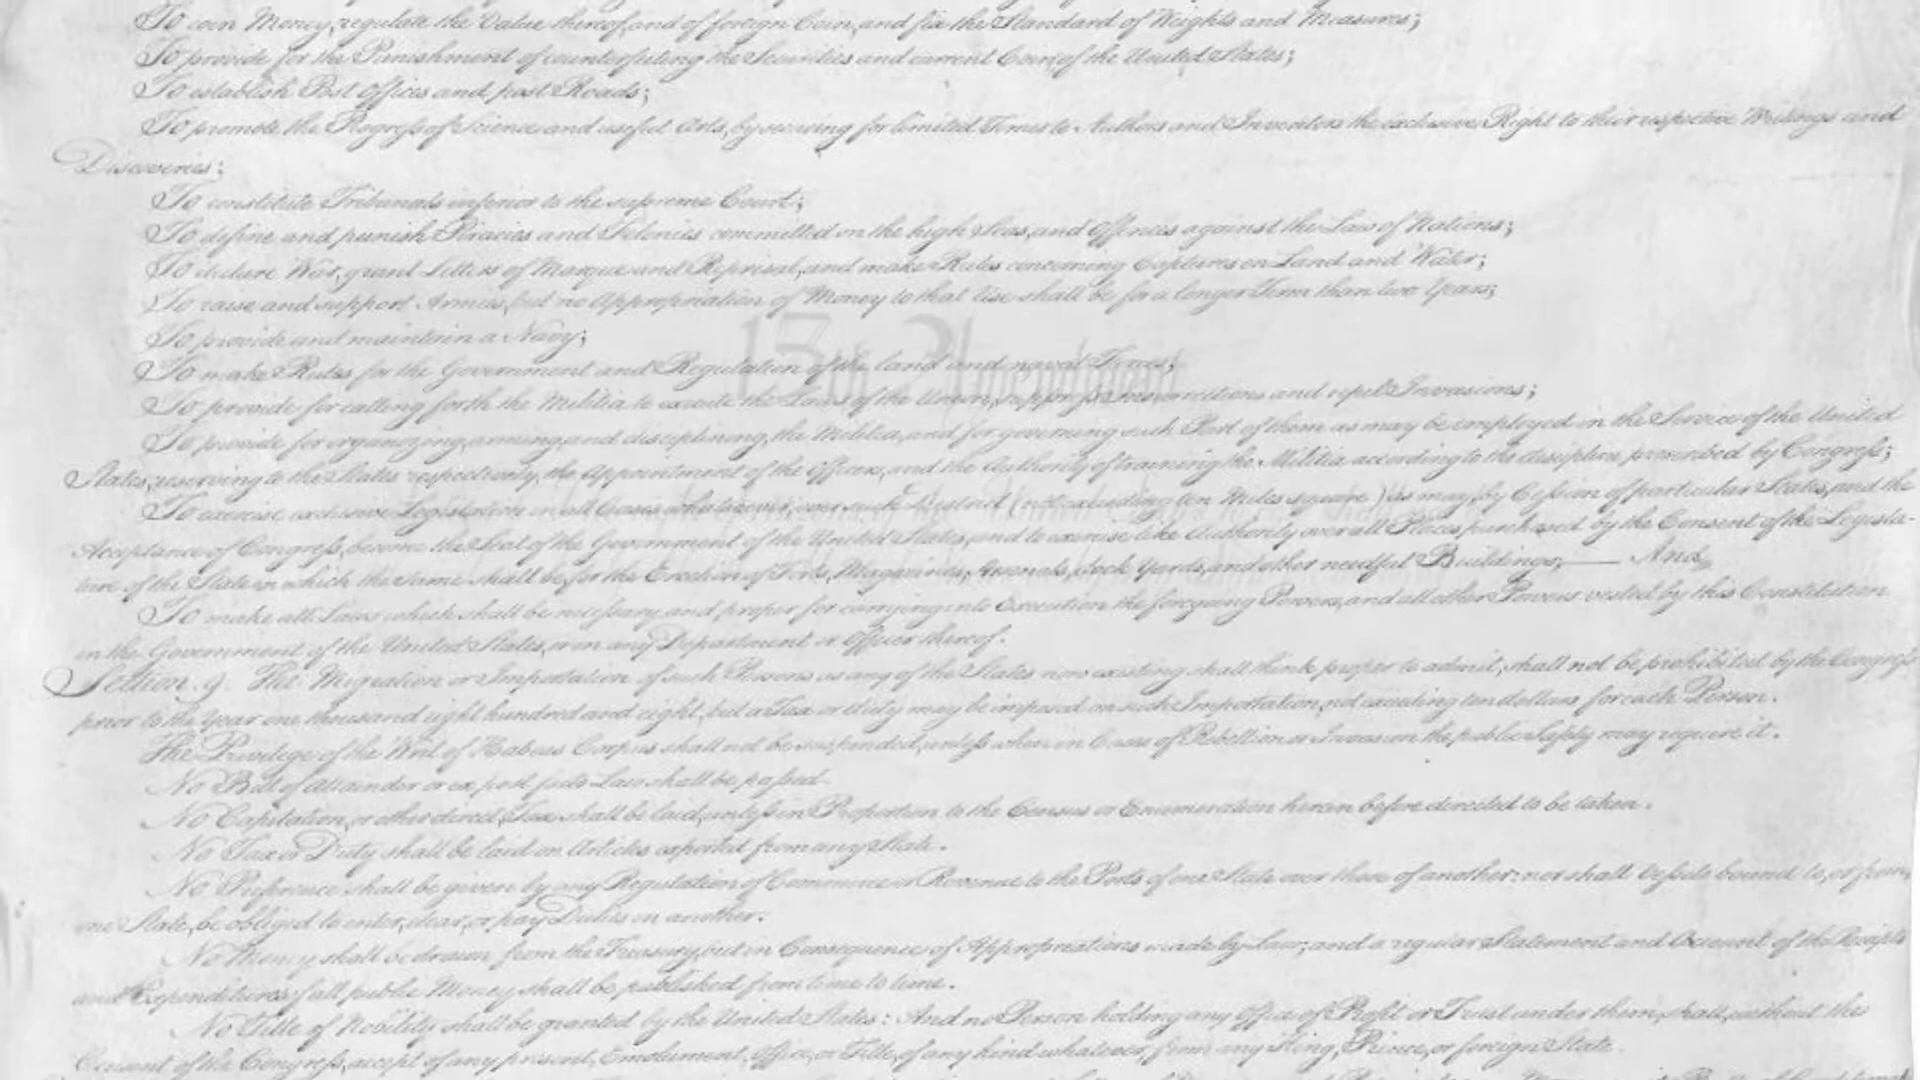 To coin Money, regulate the Value thereof, and of foreign Coin, and fix the Standard of Weights and Measures;
To provide for the Punishment of counterfeiting the Securities and current Coin of the United States;
To establish Post Offices and post Roads;
To promote the Progress of Science and useful Arts, by securing for limited Times to Authors and Inventors the exclusive Right to their respective Writings and
Discoveries;
To constitute Tribunals inferior to the supreme Court;
To define and punish Piracies and Felonies committed on the high Seas, and Offences against the Law of Nations;
To declare War, grant Letters of Marque and Reprisal, and make Rules concerning Captures on Land and Water;
To raise and support Armies, but no Appropriation of Money to that Use shall be for a longer Term than two Years;
To provide and maintain a Navy;
To make Rules for the Government and Regulation of the land and naval Forces;
13th Amendment
To provide for calling forth the Militia to execute the Laws of the Union, suppress Insurrections and repel Invasions;
To provide for organizing, arming, and disciplining, the Militia, and for governing such Part of them as may be employed in the Service of the United
States, reserving to the States respectively, the Appointment of the Officers, and the Authority of training the Militia according to the discipline prescribed by Congress;
To exercise exclusive Legislation in all Cases whatsoever, over such District (not exceeding ten Miles square) as may, by Cession of particular States, and the
Acceptance of Congress, become the Seat of the Government of the United States, and to exercise like Authority over all Places purchased by the Consent of the Legisla-
ture of the State in which the Same shall be, for the Erection of Forts, Magazines, Arsenals, dock-Yards, and other needful Buildings;— And
To make all Laws which shall be necessary and proper for carrying into Execution the foregoing Powers, and all other Powers vested by this Constitution
in the Government of the United States, or in any Department or Officer thereof.
Section. 9. The Migration or Importation of such Persons as any of the States now existing shall think proper to admit, shall not be prohibited by the Congress
prior to the Year one thousand eight hundred and eight, but a Tax or duty may be imposed on such Importation, not exceeding ten dollars for each Person.
The Privilege of the Writ of Habeas Corpus shall not be suspended, unless when in Cases of Rebellion or Invasion the public Safety may require it.
No Bill of Attainder or ex post facto Law shall be passed.
No Capitation, or other direct, Tax shall be laid, unless in Proportion to the Census or Enumeration herein before directed to be taken.
No Tax or Duty shall be laid on Articles exported from any State.
No Preference shall be given by any Regulation of Commerce or Revenue to the Ports of one State over those of another: nor shall Vessels bound to, or from,
one State, be obliged to enter, clear, or pay Duties in another.
No Money shall be drawn from the Treasury, but in Consequence of Appropriations made by Law; and a regular Statement and Account of the Receipts
and Expenditures of all public Money shall be published from time to time.
No Title of Nobility shall be granted by the United States: And no Person holding any Office of Profit or Trust under them, shall, without the
Consent of the Congress, accept of any present, Emolument, Office, or Title, of any kind whatever, from any King, Prince, or foreign State.